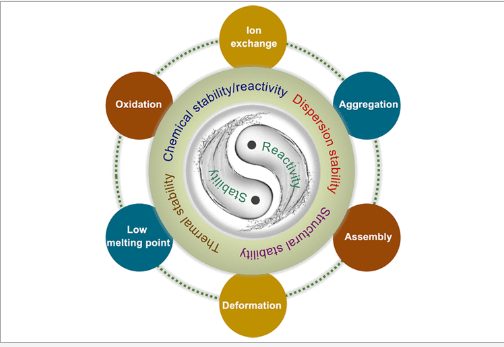 Ion
exchange
Oxidation
Aggregation
Chemical stability/reactivity
Dispersion stability
Reactivity
Stability
Thermal stability
Structural stability
Low
melting point
Assembly
Deformation